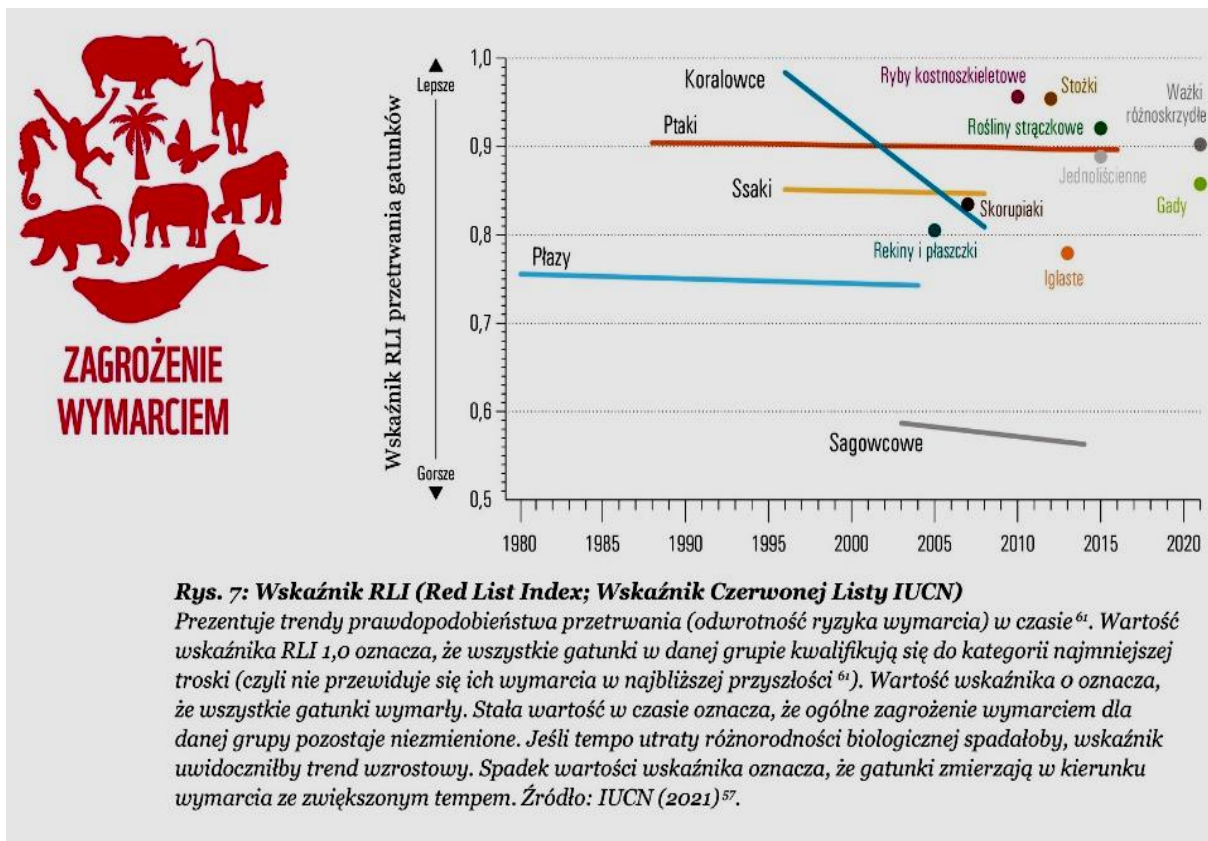 ZAGROŻENIE
WYMARCIEM
Wskaźnik RLI przetrwania gatunków
Lepsze
Gorsze
1,0
0,9
0,8
0,7
0,6
0,5
Koralowce
Ryby kostnoszkieletowe
Stożki
Ważki
różnoskrzydłe
Ptaki
Rośliny strączkowe
Jednoliścienne
Ssaki
Skorupiaki
Gady
Rekiny i płaszczki
Iglaste
Płazy
Sagowcowe
1980 1985 1990 1995 2000 2005 2010 2015 2020
Rys. 7: Wskaźnik RLI (Red List Index; Wskaźnik Czerwonej Listy IUCN)
Prezentuje trendy prawdopodobieństwa przetrwania (odwrotność ryzyka wymarcia) w czasie⁶¹. Wartość
wskaźnika RLI 1,0 oznacza, że wszystkie gatunki w danej grupie kwalifikują się do kategorii najmniejszej
troski (czyli nie przewiduje się ich wymarcia w najbliższej przyszłości ⁶¹). Wartość wskaźnika 0 oznacza,
że wszystkie gatunki wymarły. Stała wartość w czasie oznacza, że ogólne zagrożenie wymarciem dla
danej grupy pozostaje niezmienione. Jeśli tempo utraty różnorodności biologicznej spadałoby, wskaźnik
uwidoczniłby trend wzrostowy. Spadek wartości wskaźnika oznacza, że gatunki zmierzają w kierunku
wymarcia ze zwiększonym tempem. Źródło: IUCN (2021)⁵⁷.